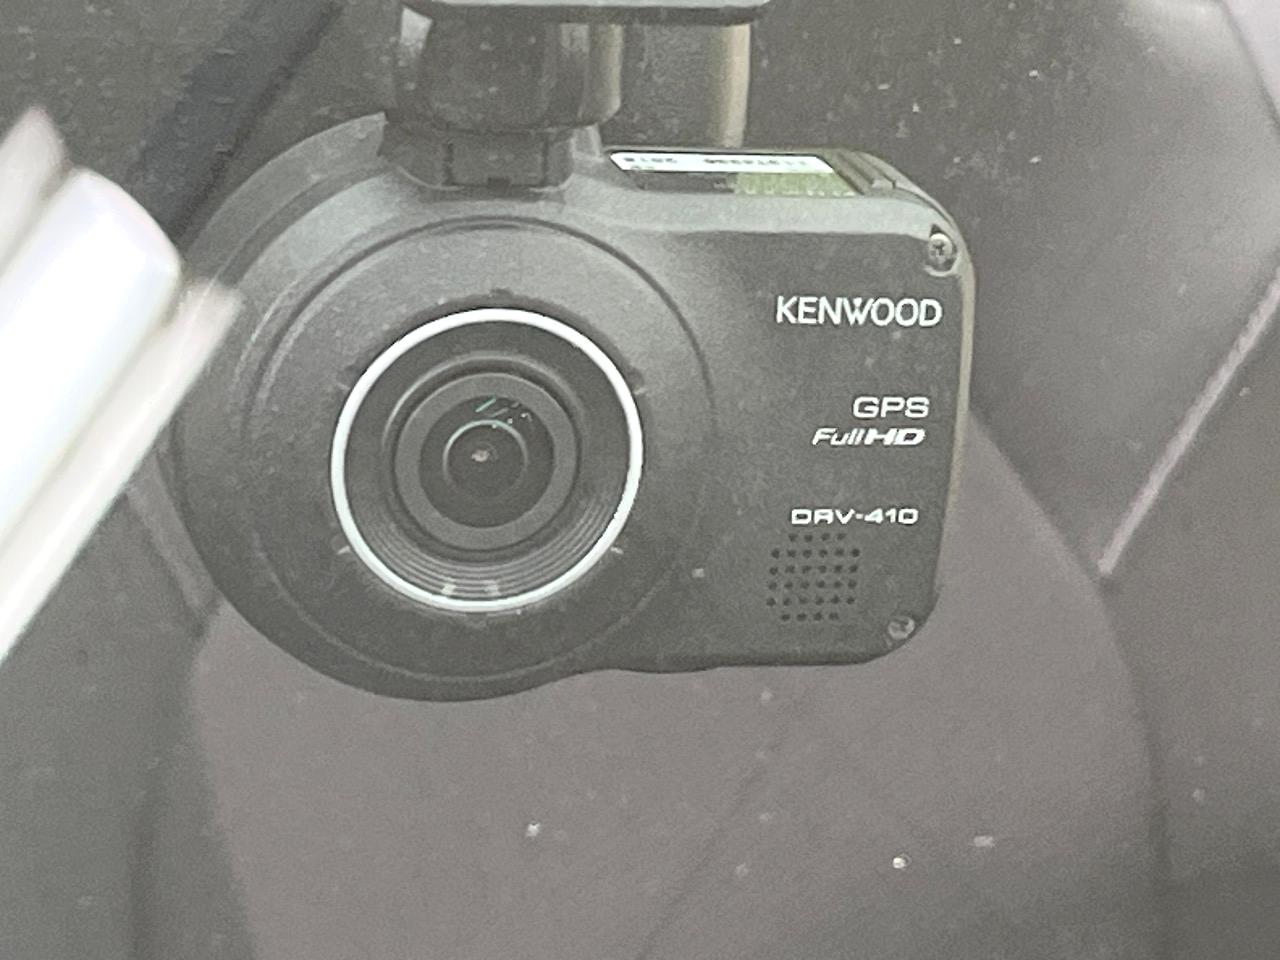 KENWOOD
GPS
Full HD
DRV-410